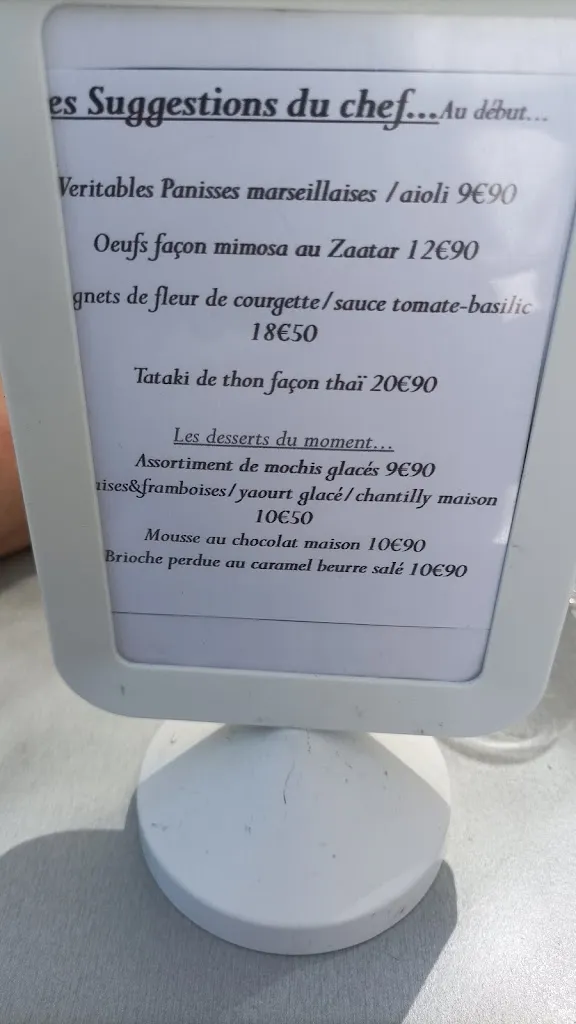 es Suggestions du chef...Au début...
Veritables Panisses marseillaises /aioli 9€90
Oeufs façon mimosa au Zaatar 12€90
gnets de fleur de courgette/sauce tomate-basilic
18€50
Tataki de thon façon thaï 20€90
Les desserts du moment...
Assortiment de mochis glacés 9€90
ises&framboises/yaourt glacé/chantilly maison
10€50
Mousse au chocolat maison 10€90
Brioche perdue au caramel beurre salé 10€90